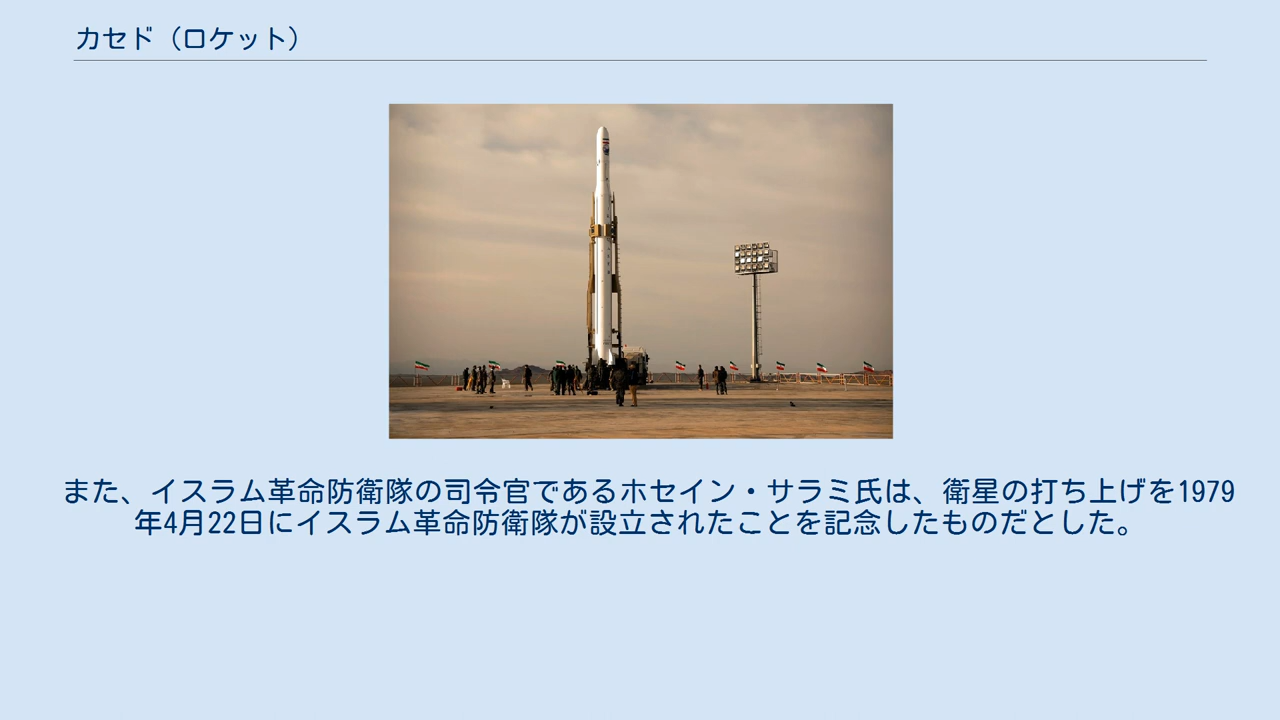 カセド（ロケット）
また、イスラム革命防衛隊の司令官であるホセイン・サラミ氏は、衛星の打ち上げを1979
年4月22日にイスラム革命防衛隊が設立されたことを記念したものだとした。